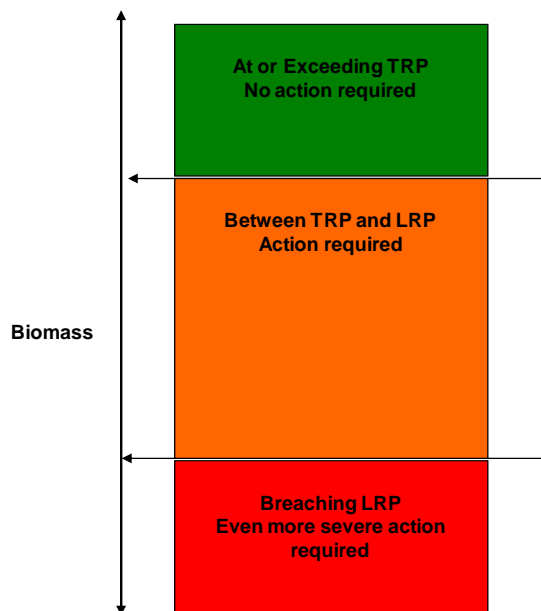 At or Exceeding TRP
No action required
Between TRP and LRP
Action required
Biomass
Breaching LRP
Even more severe action
required